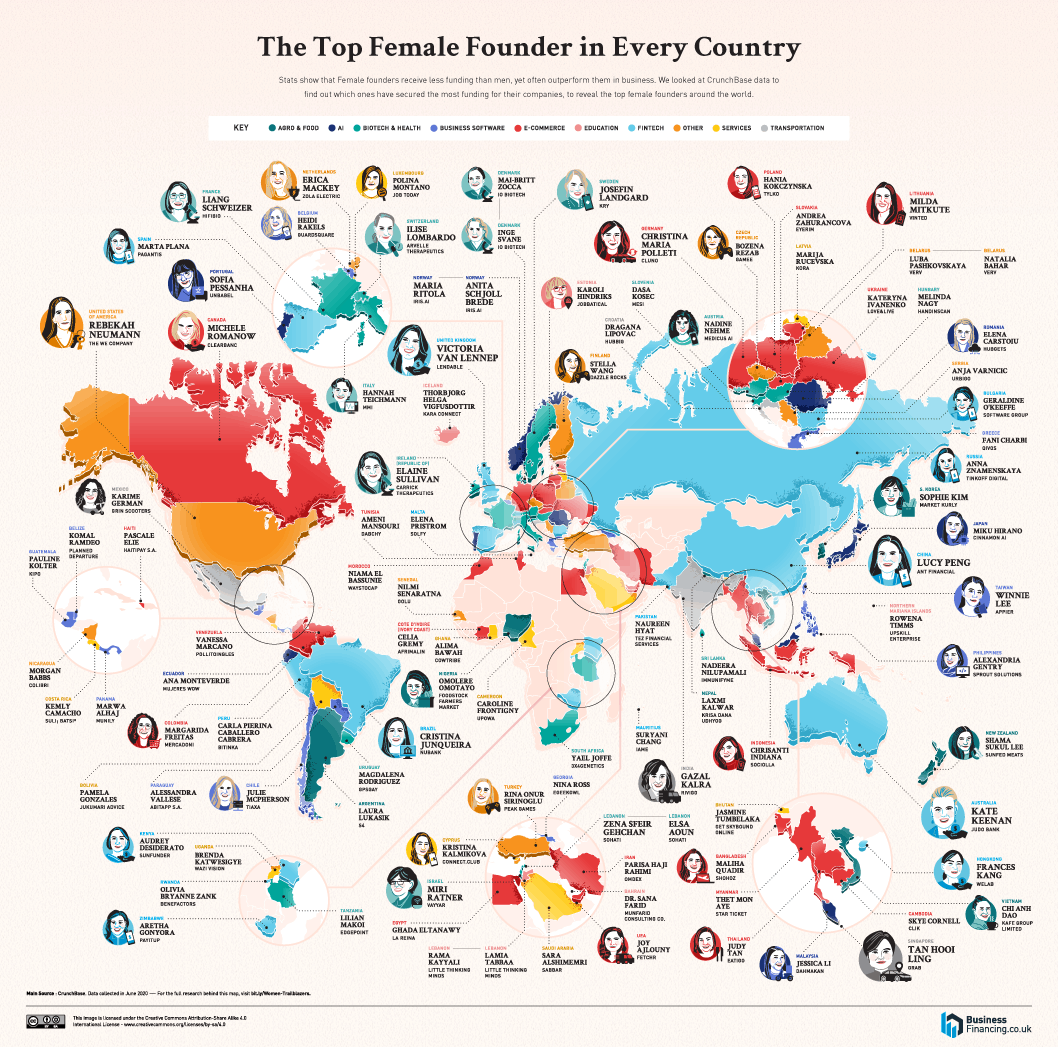 The Top Female Founder in Every Country
Stats show that Female founders receive less funding than men, yet often outperform them in business. We looked at CrunchBase data to
find out which ones have secured the most funding for their companies, to reveal the top female founders around the world.
KEY
AGRO & FOOD
AI
BIOTECH & HEALTH
BUSINESS SOFTWARE
E-COMMERCE
EDUCATION
FINTECH
OTHER
SERVICES
TRANSPORTATION
FRANCE
LIANG
SCHWEIZER
HIFIBIO
NETHERLANDS
ERICA
MACKEY
ZOLA ELECTRIC
LUXEMBOURG
POLINA
MONTANO
JOB TODAY
DENMARK
MAI-BRITT
ZOCCA
IO BIOTECH
SWEDEN
JOSEFIN
LANDGARD
KRY
POLAND
HANIA
KOKCZYNSKA
TYLKO
LITHUANIA
MILDA
MITKUTE
VINTED
BELGIUM
HEIDI
RAKELS
GUARDSQUARE
SWITZERLAND
ILISE
LOMBARDO
ARVELLE
THERAPEUTICS
DENMARK
INGE
SVANE
IO BIOTECH
GERMANY
CHRISTINA
MARIA
POLLETI
ELUNO
CZECH
REPUBLIC
BOZENA
REZAB
GAMEE
SLOVAKIA
ANDREA
ZAHURANCOVA
EYERIM
LATVIA
MARIJA
RUCEVSKA
KORA
BELARUS
LUBA
PASHKOVSKAYA
VERV
BELARUS
NATALIA
BAHAR
VERV
SPAIN
MARTA PLANA
PAGANTIS
PORTUGAL
SOFIA
PESSANHA
UNBABEL
NORWAY
MARIA
RITOLA
IRIS.AI
NORWAY
ANITA
SCHJOLL
BREDE
IRIS.AI
ESTONIA
KAROLI
HINDRIKS
JOBBATICAL
SLOVENIA
DASA
KOSEC
MESI
UKRAINE
KATERYNA
IVANENKO
LOVE&LIVE
HUNGARY
MELINDA
NAGY
HANDINSCAN
UNITED STATES
OF AMERICA
REBEKAH
NEUMANN
THE WE COMPANY
CANADA
MICHELE
ROMANOW
CLEARBANC
UNITED KINGDOM
VICTORIA
VAN LENNEP
LENDABLE
CROATIA
DRAGANA
LIPOVAC
HUBBIG
AUSTRIA
NADINE
NEHME
MEDICUS AI
ROMANIA
ELENA
CARSTOIU
HUBGETS
FINLAND
STELLA
WANG
DAZZLE ROCKS
SERBIA
ANJA VARNICIC
URBIGO
ITALY
HANNAH
TEICHMANN
MMI
ICELAND
THORBJORG
HELGA
VIGFUSDOTTIR
KARA CONNECT
BULGARIA
GERALDINE
O'KEEFFE
SOFTWARE GROUP
GREECE
FANI CHARBI
QIVOS
IRELAND
(REPUBLIC OF)
ELAINE
SULLIVAN
CARRICK
THERAPEUTICS
RUSSIA
ANNA
ZNAMENSKAYA
TINKOFF DIGITAL
MEXICO
KARIME
GERMAN
GRIN SCOOTERS
S. KOREA
SOPHIE KIM
MARKET KURLY
TUNISIA
AMENI
MANSOURI
DABCHY
MALTA
ELENA
PRISTROM
SOLFY
JAPAN
MIKU HIRANO
CINNAMON AI
BELIZE
KOMAL
RAMDEO
PLANNED
DEPARTURE
HAITI
PASCALE
ELIE
HAITIPAY S.A.
GUATEMALA
PAULINE
KOLTER
KIPO
CHINA
LUCY PENG
ANT FINANCIAL
MOROCCO
NIAMA EL
BASSUNIE
WAYSTOCAP
SENEGAL
NILMI
SENARATNA
OOLU
TAIWAN
WINNIE
LEE
APPIER
NORTHERN
MARIANA ISLANDS
ROWENA
TIMMS
UPSKILL
ENTERPRISE
PAKISTAN
NAUREEN
HYAT
TEZ FINANCIAL
SERVICES
COTE D'IVOIRE
(IVORY COAST)
CELIA
GREMY
AFRIMALIN
GHANA
ALIMA
BAWAH
COWTRIBE
VENEZUELA
VANESSA
MARCANO
POLLITOINGLES
SRI LANKA
NADEERA
NILUPAMALI
IMMUNIFYME
PHILIPPINES
ALEXANDRIA
GENTRY
SPROUT SOLUTIONS
NICARAGUA
MORGAN
BABBS
COLIBRI
ECUADOR
ANA MONTEVERDE
MUJERES WOW
NIGERIA
OMOLERE
OMOTAYO
FOODSTOCK
FARMERS
MARKET
CAMEROON
CAROLINE
FRONTIGNY
UPOWA
NEPAL
LAXMI
KALWAR
KRISA DANA
UDHYOG
COSTA RICA
KEMLY
CAMACHO
SULÁ BATSÚ
PANAMA
MARWA
ALHAJ
MUNILY
COLOMBIA
MARGARIDA
FREITAS
MERCADONI
PERU
CARLA PIERINA
CABALLERO
CABRERA
BITINKA
BRAZIL
CRISTINA
JUNQUEIRA
NUBANK
MAURITIUS
SURYANI
CHANG
IAME
INDONESIA
CHRISANTI
INDIANA
SOCIOLLA
NEW ZEALAND
SHAMA
SUKUL LEE
SUNFED MEATS
SOUTH AFRICA
YAEL JOFFE
3X4GENETICS
URUGUAY
MAGDALENA
RODRIGUEZ
GPSGAY
INDIA
GAZAL
KALRA
RIVIGO
BOLIVIA
PAMELA
GONZALES
JUKUMARI ADVICE
PARAGUAY
ALESSANDRA
VALLESE
ABITAPP S.A.
CHILE
JULIE
MCPHERSON
TIAXA
ARGENTINA
LAURA
LUKASIK
S4
TURKEY
RINA ONUR
SIRINOGLU
PEAK GAMES
GEORGIA
NINA ROSS
EGEEKOWL
LEBANON
ZENA SFEIR
GEHCHAN
SOHATI
LEBANON
ELSA
AOUN
SOHATI
BHUTAN
JASMINE
TUMBELAKA
GET SKYBOUND
ONLINE
AUSTRALIA
KATE
KEENAN
JUDO BANK
KENYA
AUDREY
DESIDERATO
SUNFUNDER
UGANDA
BRENDA
KATWESIGYE
WAZI VISION
CYPRUS
KRISTINA
KALMIKOVA
CONNECT.CLUB
IRAN
PARISA HAJI
RAHIMI
OMDEX
BANGLADESH
MALIHA
QUADIR
SHOHOZ
HONGKONG
FRANCES
KANG
WELAB
RWANDA
OLIVIA
BRYANNE ZANK
BENEFACTORS
ISRAEL
MIRI
RATNER
VAYYAR
BAHRAIN
DR. SANA
FARID
MUNFARID
CONSULTING CO.
MYANMAR
THET MON
AYE
STAR TICKET
VIETNAM
CHI ANH
DAO
KAFE GROUP
LIMITED
ZIMBABWE
ARETHA
GONYORA
PAYITUP
TANZANIA
LILIAN
MAKOI
EDGEPOINT
EGYPT
GHADA ELTANAWY
LA REINA
CAMBODIA
SKYE CORNELL
CLIK
UEA
JOY
AJLOUNY
FETCHR
THAILAND
JUDY
TAN
EATIGO
SINGAPORE
TAN HOOI
LING
GRAB
LEBANON
RAMA
KAYYALI
LITTLE THINKING
MINDS
LEBANON
LAMIA
TABBAA
LITTLE THINKING
MINDS
SAUDI ARABIA
SARA
ALSHIMEMRI
SABBAR
MALAYSIA
JESSICA LI
DAHMAKAN
Main Source : CrunchBase. Data collected in June 2020 — For the full research behind this map, visit bit.ly/Women-Trailblazers.
This image is licensed under the Creative Commons Attribution-Share Alike 4.0
International License - www.creativecommons.org/licenses/by-sa/4.0
Business
Financing.co.uk